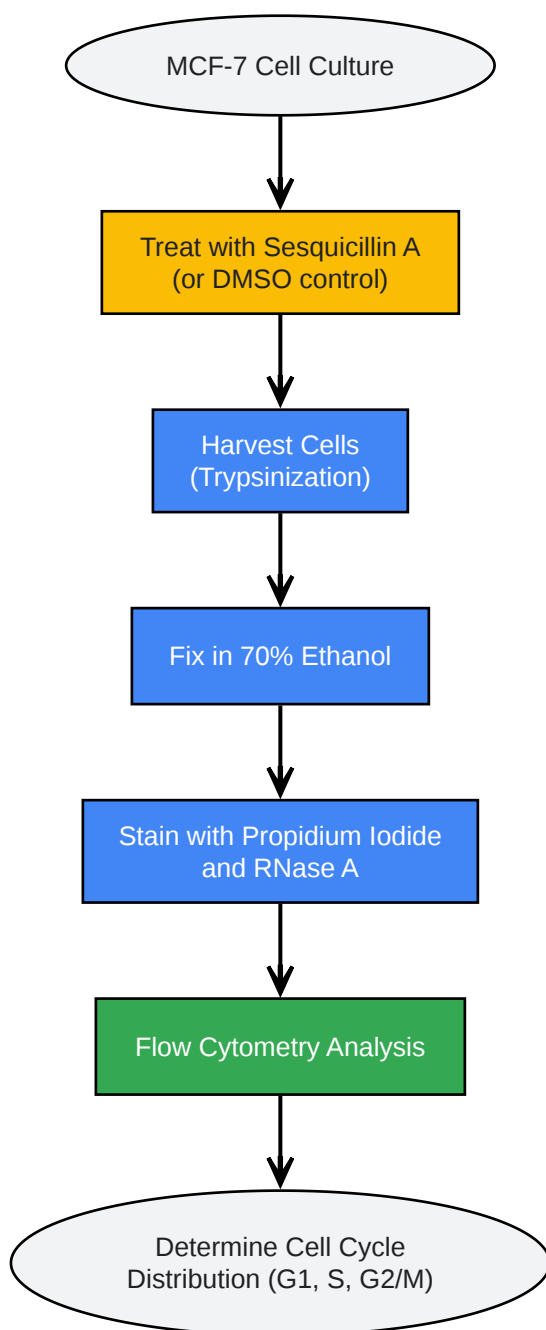 MCF-7 Cell Culture
Treat with Sesquicillin A
(or DMSO control)
Harvest Cells
(Trypsinization)
Fix in 70% Ethanol
Stain with Propidium Iodide
and RNase A
Flow Cytometry Analysis
Determine Cell Cycle
Distribution (G1, S, G2/M)